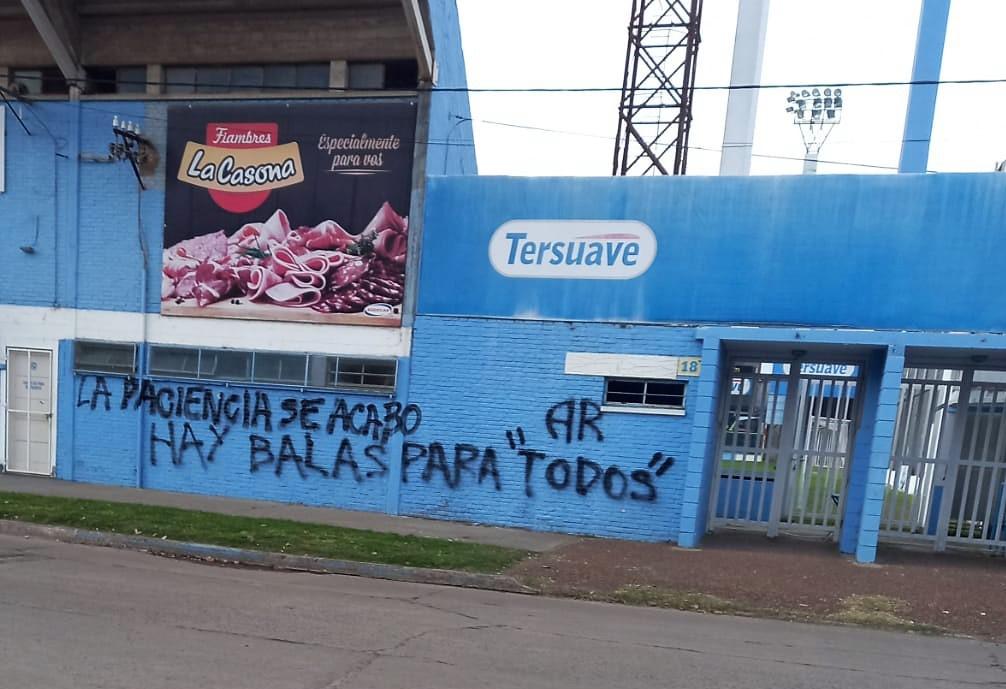 Fiambres
La Casona
Especialmente
para vos
Tersuave
18
Tersuave
LA PACIENCIA SE ACABO
AR
HAY BALAS PARA "TODOS"